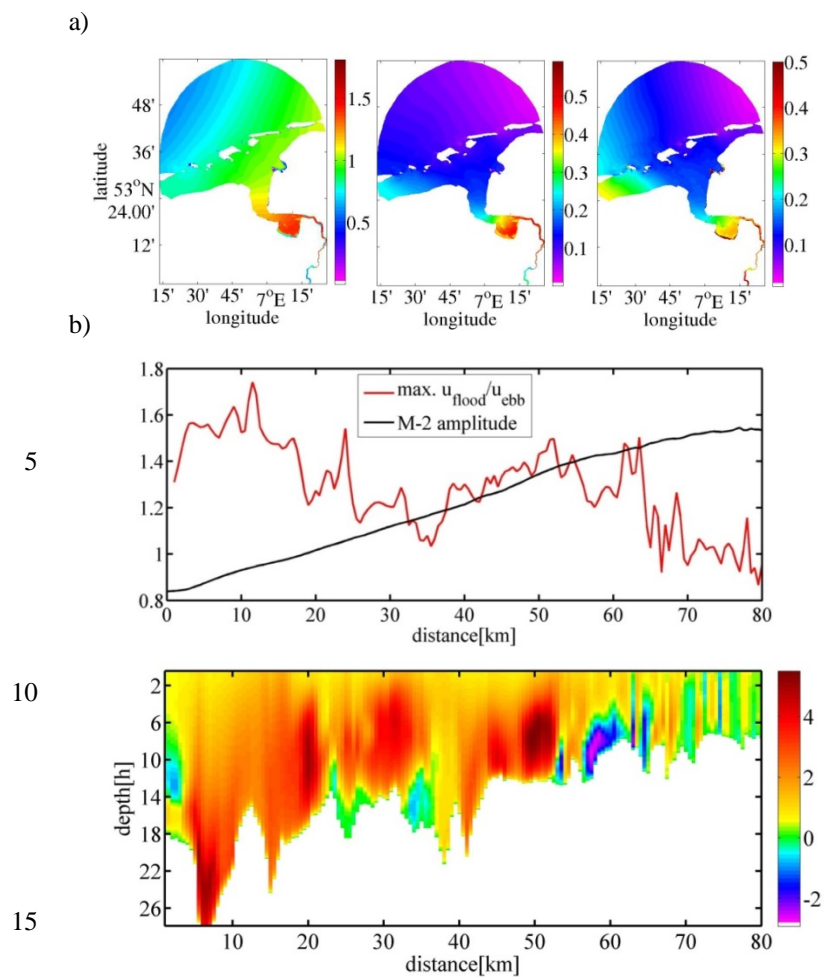 a)
48'
36'
53°N
24.00'
12'
latitude
15' 30' 45' 7°E 15'
longitude
1.5
1
0.5
15' 30' 45' 7°E 15'
longitude
0.5
0.4
0.3
0.2
0.1
15' 30' 45' 7°E 15'
longitude
0.5
0.4
0.3
0.2
0.1
b)
1.8
1.6
1.4
1.2
1
0.8
max. u_flood/u_ebb
M-2 amplitude
0 10 20 30 40 50 60 70 80
distance[km]
5
10
15
2
6
10
14
18
22
26
depth[h]
10 20 30 40 50 60 70 80
distance[km]
4
2
0
-2